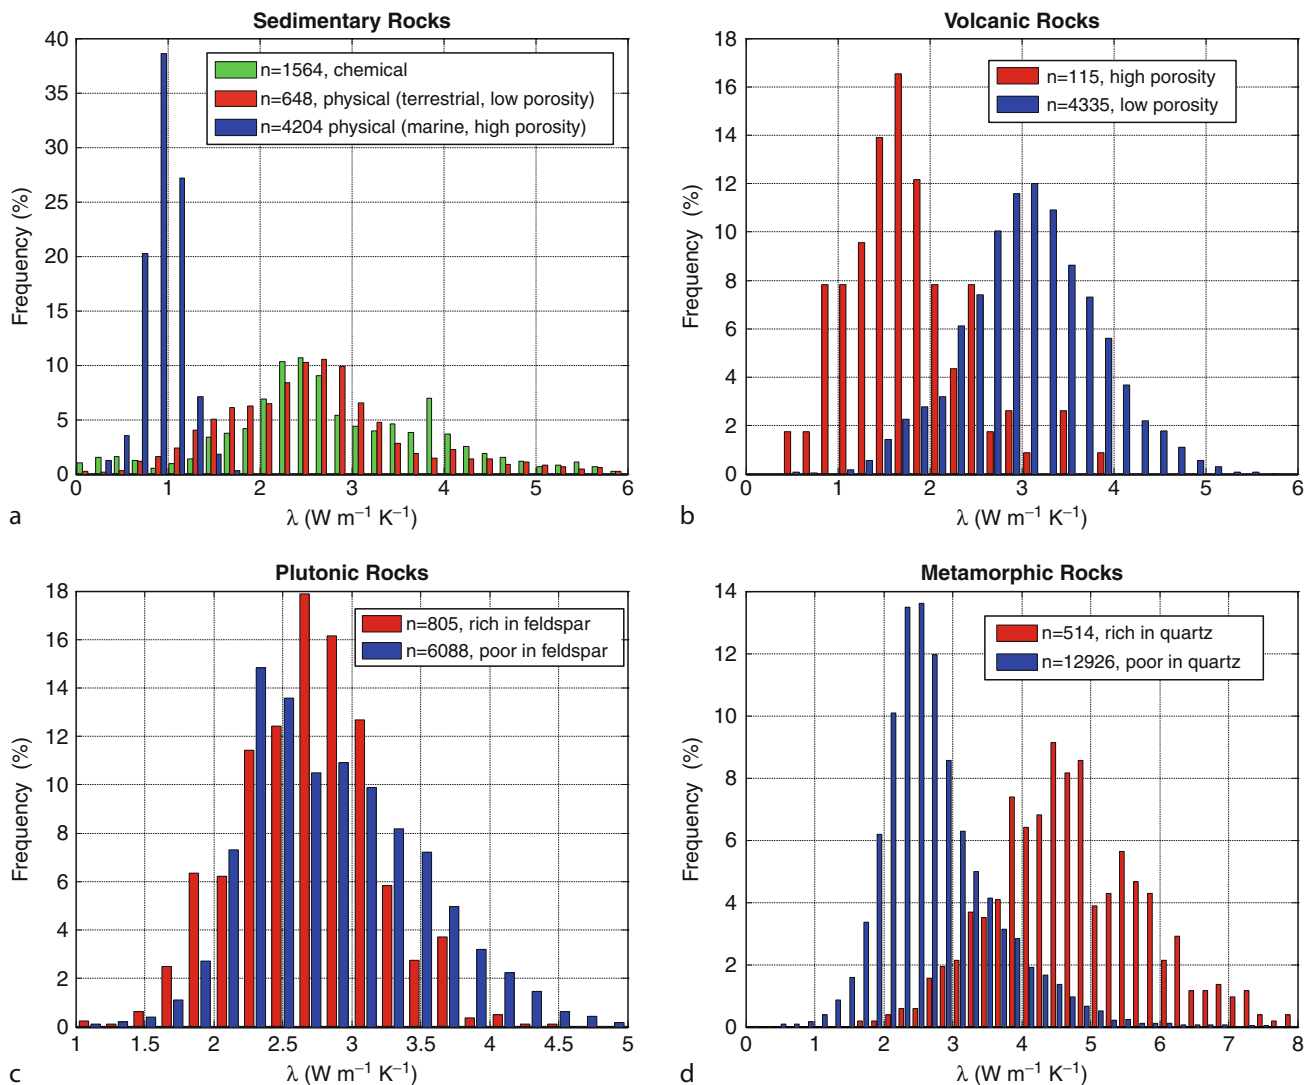 Sedimentary Rocks
40
35
30
25
20
15
10
5
0
Frequency (%)
n=1564, chemical
n=648, physical (terrestrial, low porosity)
n=4204 physical (marine, high porosity)
0 1 2 3 4 5 6
λ (W m⁻¹ K⁻¹)
a
Volcanic Rocks
18
16
14
12
10
8
6
4
2
0
Frequency (%)
n=115, high porosity
n=4335, low porosity
0 1 2 3 4 5 6
λ (W m⁻¹ K⁻¹)
b
Plutonic Rocks
18
16
14
12
10
8
6
4
2
0
Frequency (%)
n=805, rich in feldspar
n=6088, poor in feldspar
1 1.5 2 2.5 3 3.5 4 4.5 5
λ (W m⁻¹ K⁻¹)
c
Metamorphic Rocks
14
12
10
8
6
4
2
0
Frequency (%)
n=514, rich in quartz
n=12926, poor in quartz
0 1 2 3 4 5 6 7 8
λ (W m⁻¹ K⁻¹)
d